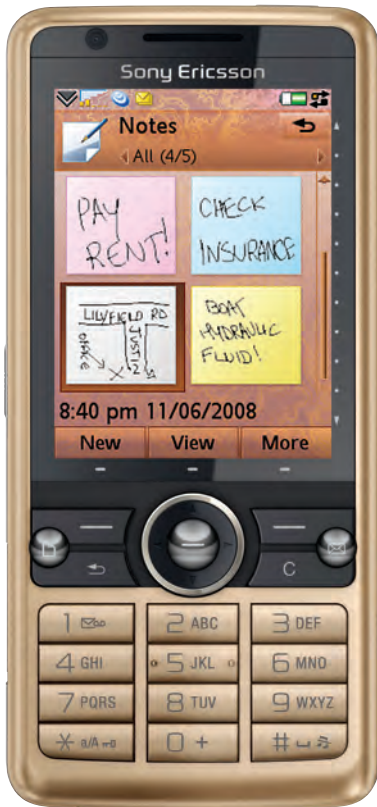 Sony Ericsson
Notes
All (4/5)
PAY
RENT!
CHECK
INSURANCE
LILYFIELD RD
JUSTIN
X
BOAT
HYDRAULIC
FLUID!
8:40 pm 11/06/2008
New View More
C
1 2 ABC 3 DEF
4 GHI 5 JKL 6 MNO
7 PQRS 8 TUV 9 WXYZ
* a/A 0 + #